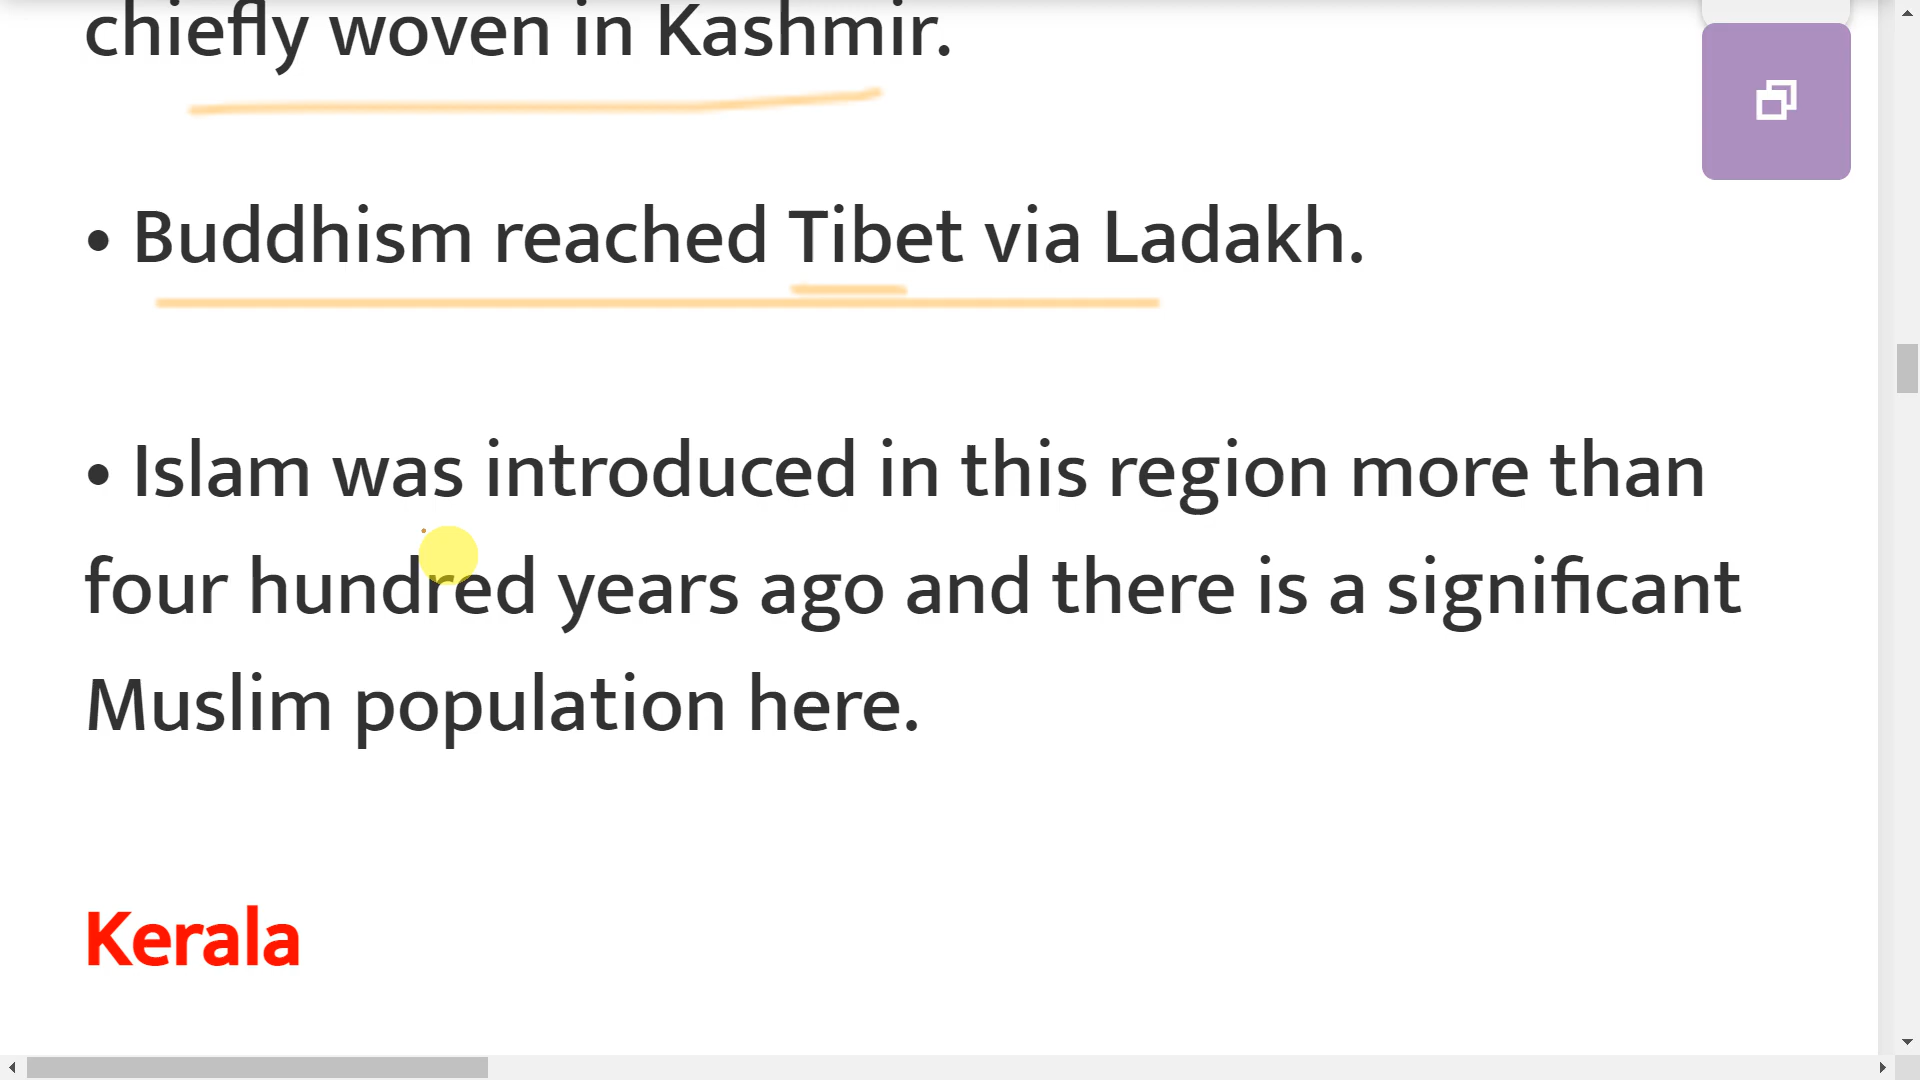 chiefly woven in Kashmir.
• Buddhism reached Tibet via Ladakh.
• Islam was introduced in this region more than
four hundred years ago and there is a significant
Muslim population here.
Kerala